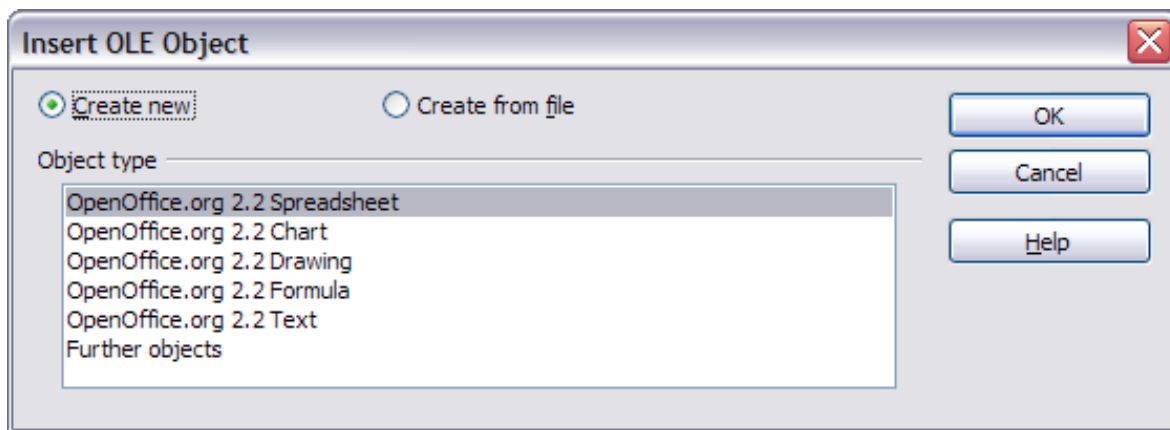 Insert OLE Object
Create new
Create from file
OK
Object type
Cancel
OpenOffice.org 2.2 Spreadsheet
OpenOffice.org 2.2 Chart
OpenOffice.org 2.2 Drawing
Help
OpenOffice.org 2.2 Formula
OpenOffice.org 2.2 Text
Further objects